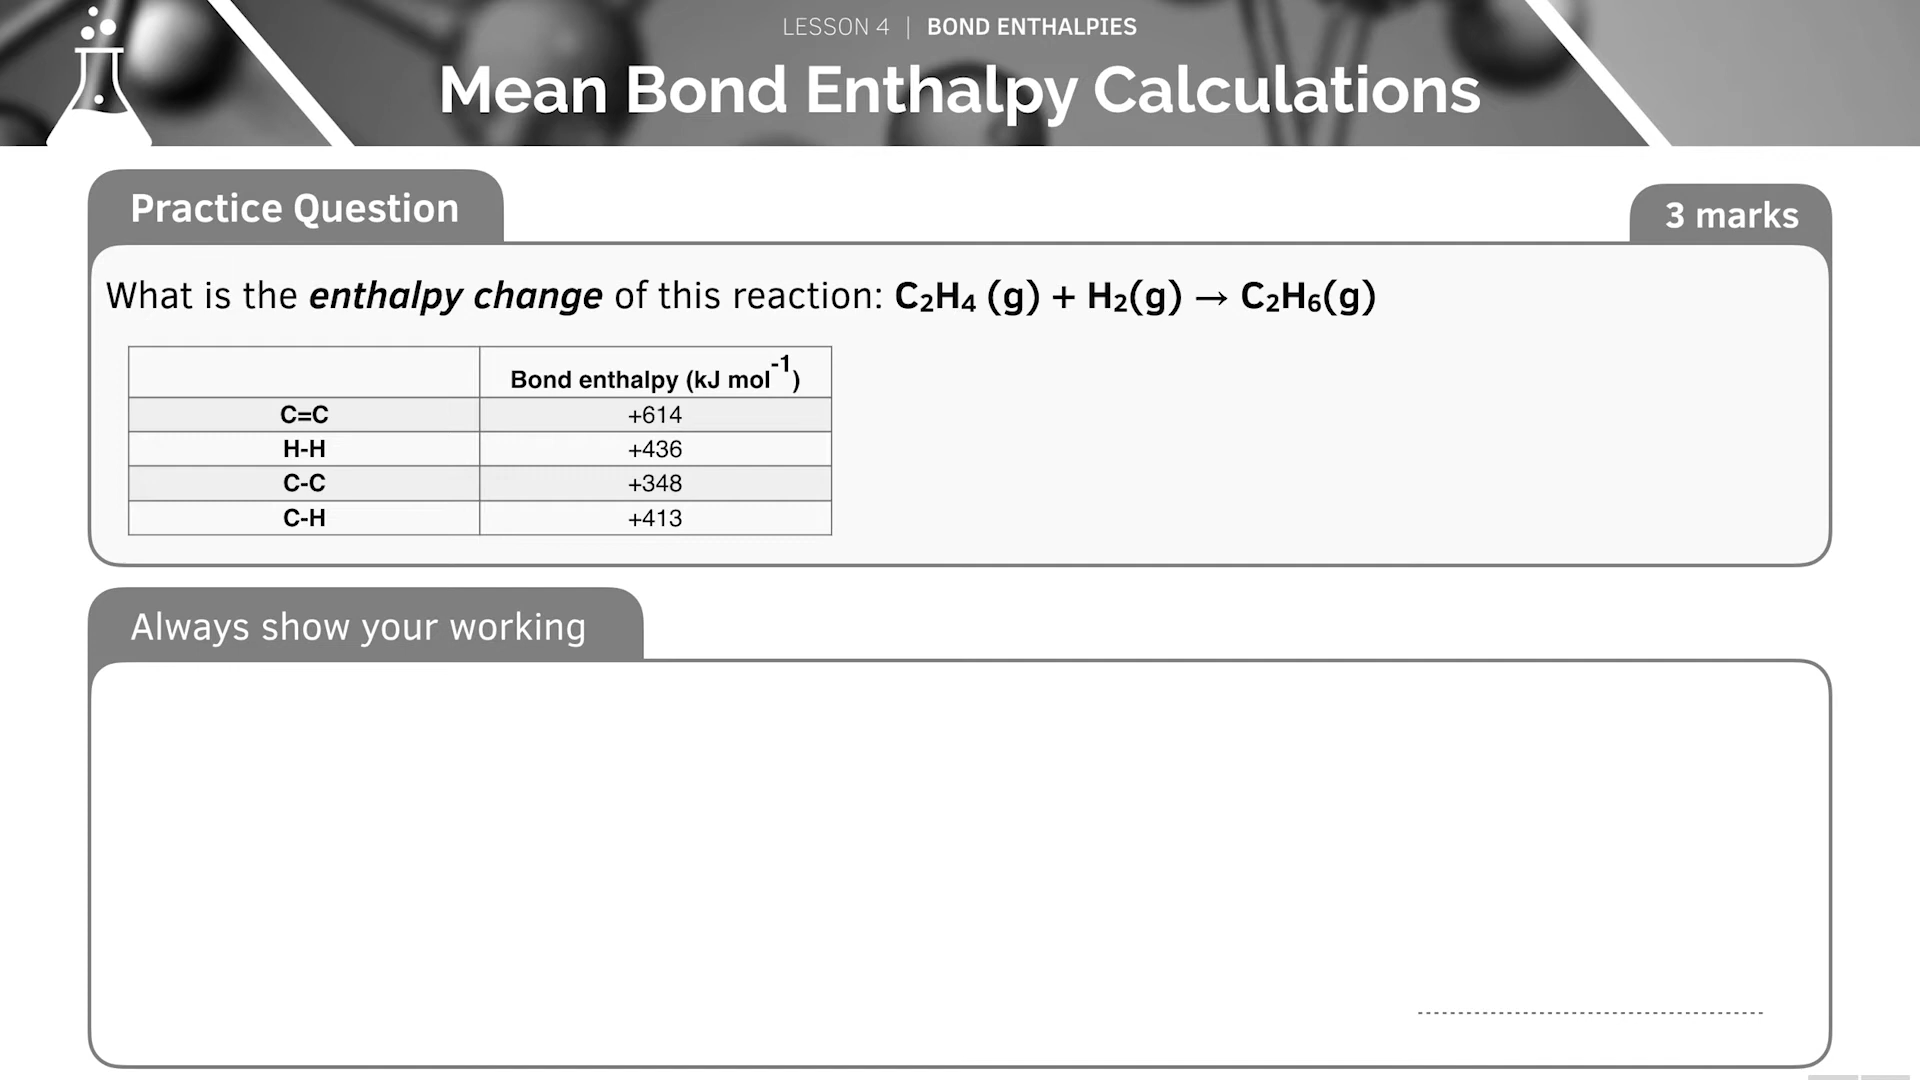 LESSON 4 | BOND ENTHALPIES
Mean Bond Enthalpy Calculations
Practice Question
3 marks
What is the enthalpy change of this reaction: C₂H₄ (g) + H₂(g) → C₂H₆(g)
Bond enthalpy (kJ mol⁻¹)
C=C +614
H-H +436
C-C +348
C-H +413
Always show your working